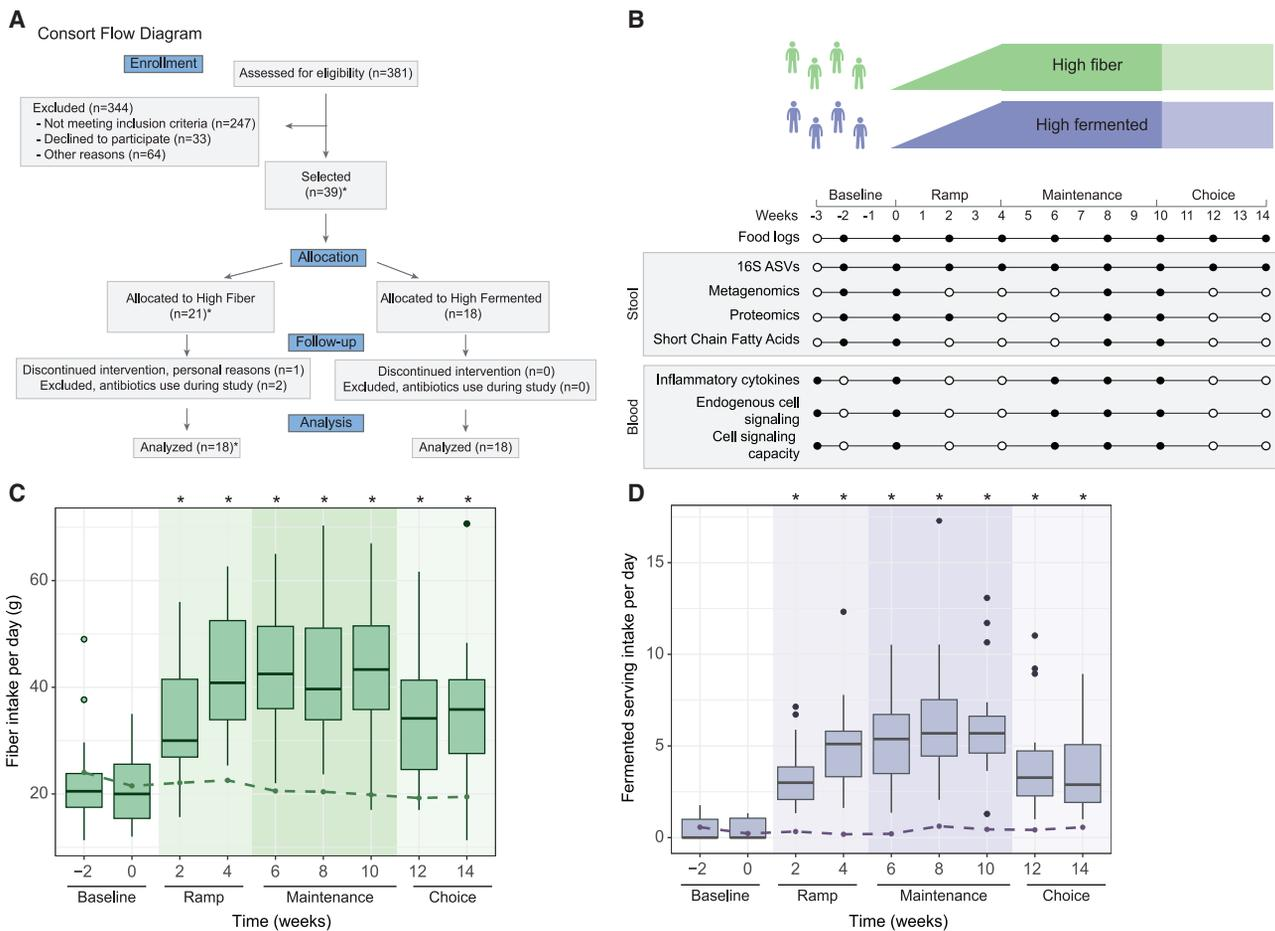 A
Consort Flow Diagram
Enrollment
Assessed for eligibility (n=381)
Excluded (n=344)
- Not meeting inclusion criteria (n=247)
- Declined to participate (n=33)
- Other reasons (n=64)
Selected
(n=39)*
Allocation
Allocated to High Fiber
(n=21)*
Allocated to High Fermented
(n=18)
Follow-up
Discontinued intervention, personal reasons (n=1)
Excluded, antibiotics use during study (n=2)
Discontinued intervention (n=0)
Excluded, antibiotics use during study (n=0)
Analysis
Analyzed (n=18)*
Analyzed (n=18)
B
High fiber
High fermented
Baseline Ramp Maintenance Choice
Weeks -3 -2 -1 0 1 2 3 4 5 6 7 8 9 10 11 12 13 14
Food logs
Stool
16S ASVs
Metagenomics
Proteomics
Short Chain Fatty Acids
Blood
Inflammatory cytokines
Endogenous cell
signaling
Cell signaling
capacity
C
* * * * * * *
Fiber intake per day (g)
60
40
20
−2 0 2 4 6 8 10 12 14
Baseline Ramp Maintenance Choice
Time (weeks)
D
* * * * * * *
Fermented serving intake per day
15
10
5
0
−2 0 2 4 6 8 10 12 14
Baseline Ramp Maintenance Choice
Time (weeks)